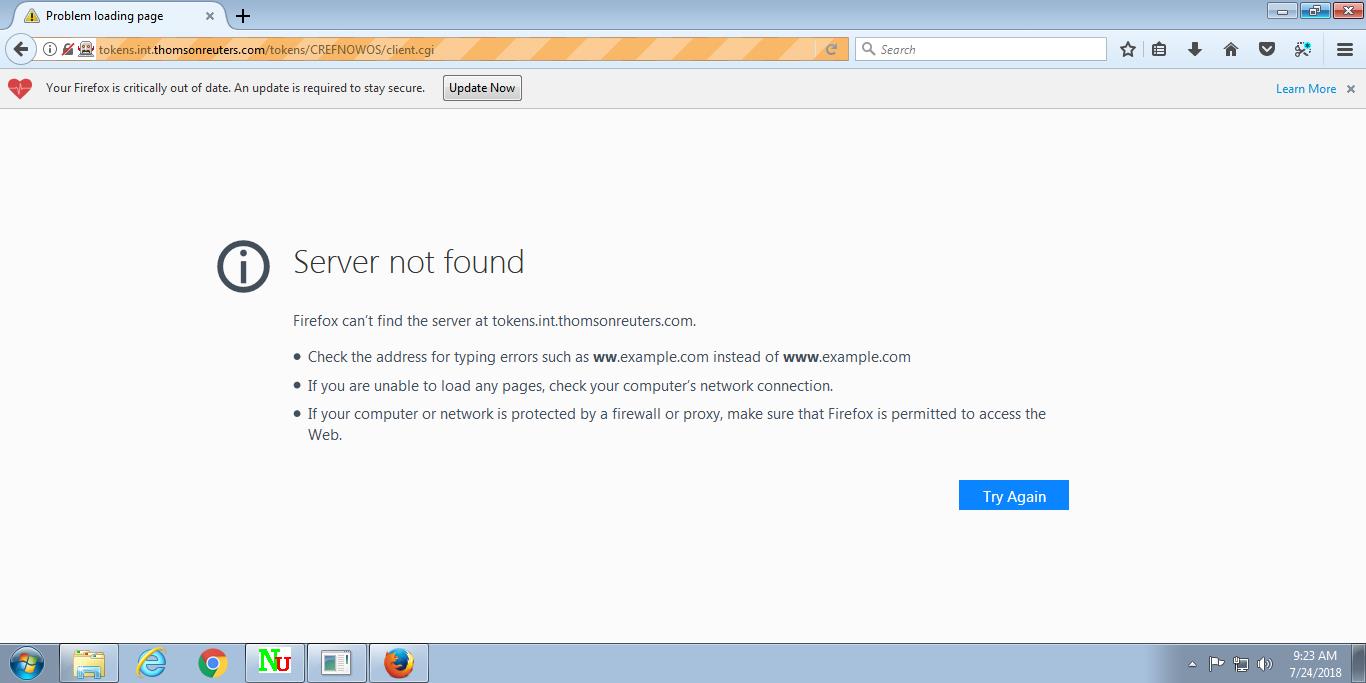 Problem loading page
tokens.int.thomsonreuters.com/tokens/CREFNOWOS/client.cgi
Search
Your Firefox is critically out of date. An update is required to stay secure.
Update Now
Learn More
Server not found
Firefox can't find the server at tokens.int.thomsonreuters.com.
Check the address for typing errors such as ww.example.com instead of www.example.com
If you are unable to load any pages, check your computer's network connection.
If your computer or network is protected by a firewall or proxy, make sure that Firefox is permitted to access the
Web.
Try Again
NU
9:23 AM
7/24/2018